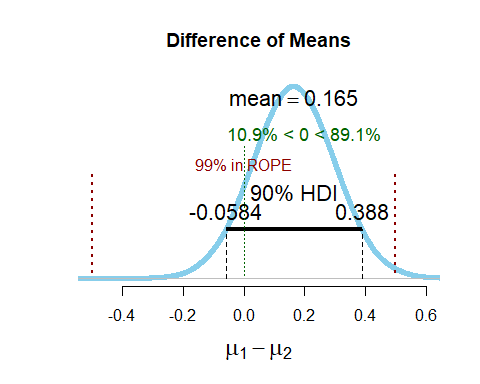 Difference of Means
mean = 0.165
10.9% < 0 < 89.1%
99% in ROPE
90% HDI
-0.0584 0.388
-0.4 -0.2 0.0 0.2 0.4 0.6
μ1 − μ2